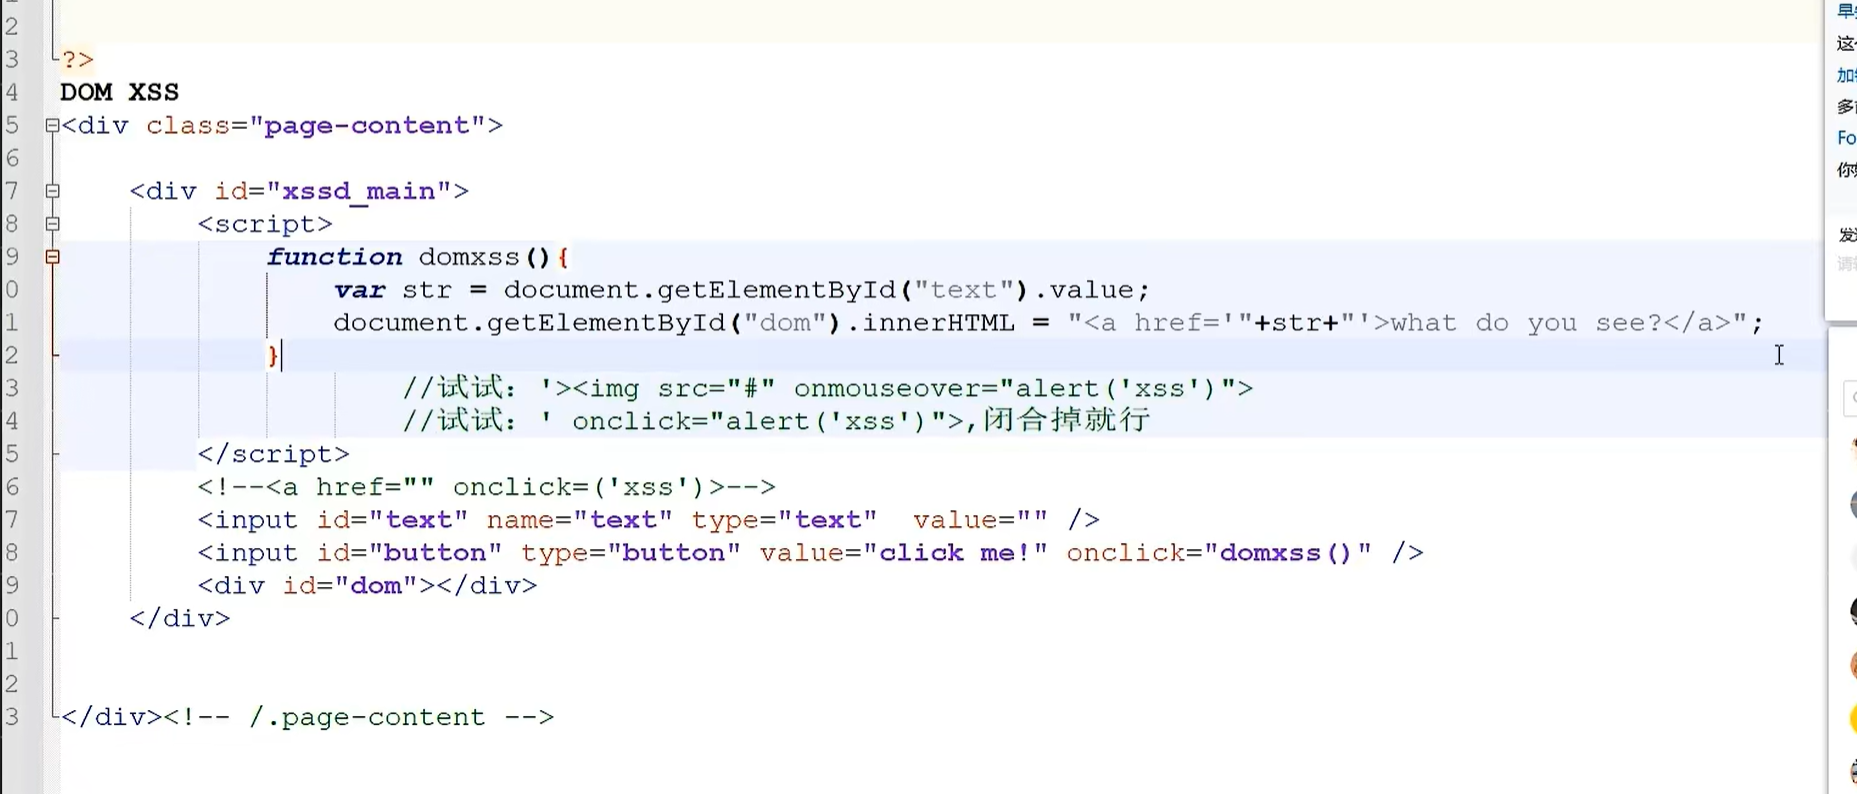 2
3 ?>
4 DOM XSS
5 <div class="page-content">
6
7 <div id="xssd_main">
8 <script>
9 function domxss(){
0 var str = document.getElementById("text").value;
1 document.getElementById("dom").innerHTML = "<a href='"+str+"'>what do you see?</a>";
2 }
3 //试试：'><img src="#" onmouseover="alert('xss')">
4 //试试：' onclick="alert('xss')">,闭合掉就行
5 </script>
6 <!--<a href="" onclick=('xss')>-->
7 <input id="text" name="text" type="text"  value="" />
8 <input id="button" type="button" value="click me!" onclick="domxss()" />
9 <div id="dom"></div>
0 </div>
1
2
3 </div><!-- /.page-content -->
这
加
多
Fo
你
发
请